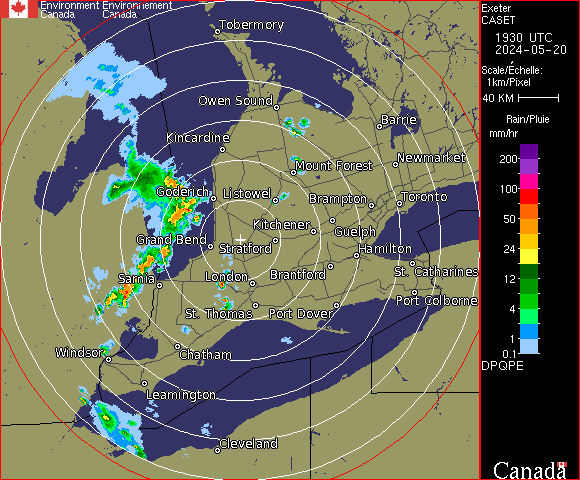 Environment Environnement
Canada Canada
Exeter
CASET
1930 UTC
2024-05-20
Scale/Échelle:
1km/Pixel
40 KM
Rain/Pluie
mm/hr
200
100
50
24
12
4
1
0.1
DPQPE
Tobermory
Owen Sound
Barrie
Kincardine
Newmarket
Mount Forest
Goderich
Listowel
Brampton
Toronto
Kitchener
Guelph
Grand Bend
Stratford
Hamilton
Sarnia
London
Brantford
St. Catharines
Port Colborne
St. Thomas
Port Dover
Windsor
Chatham
Leamington
Cleveland
Canada